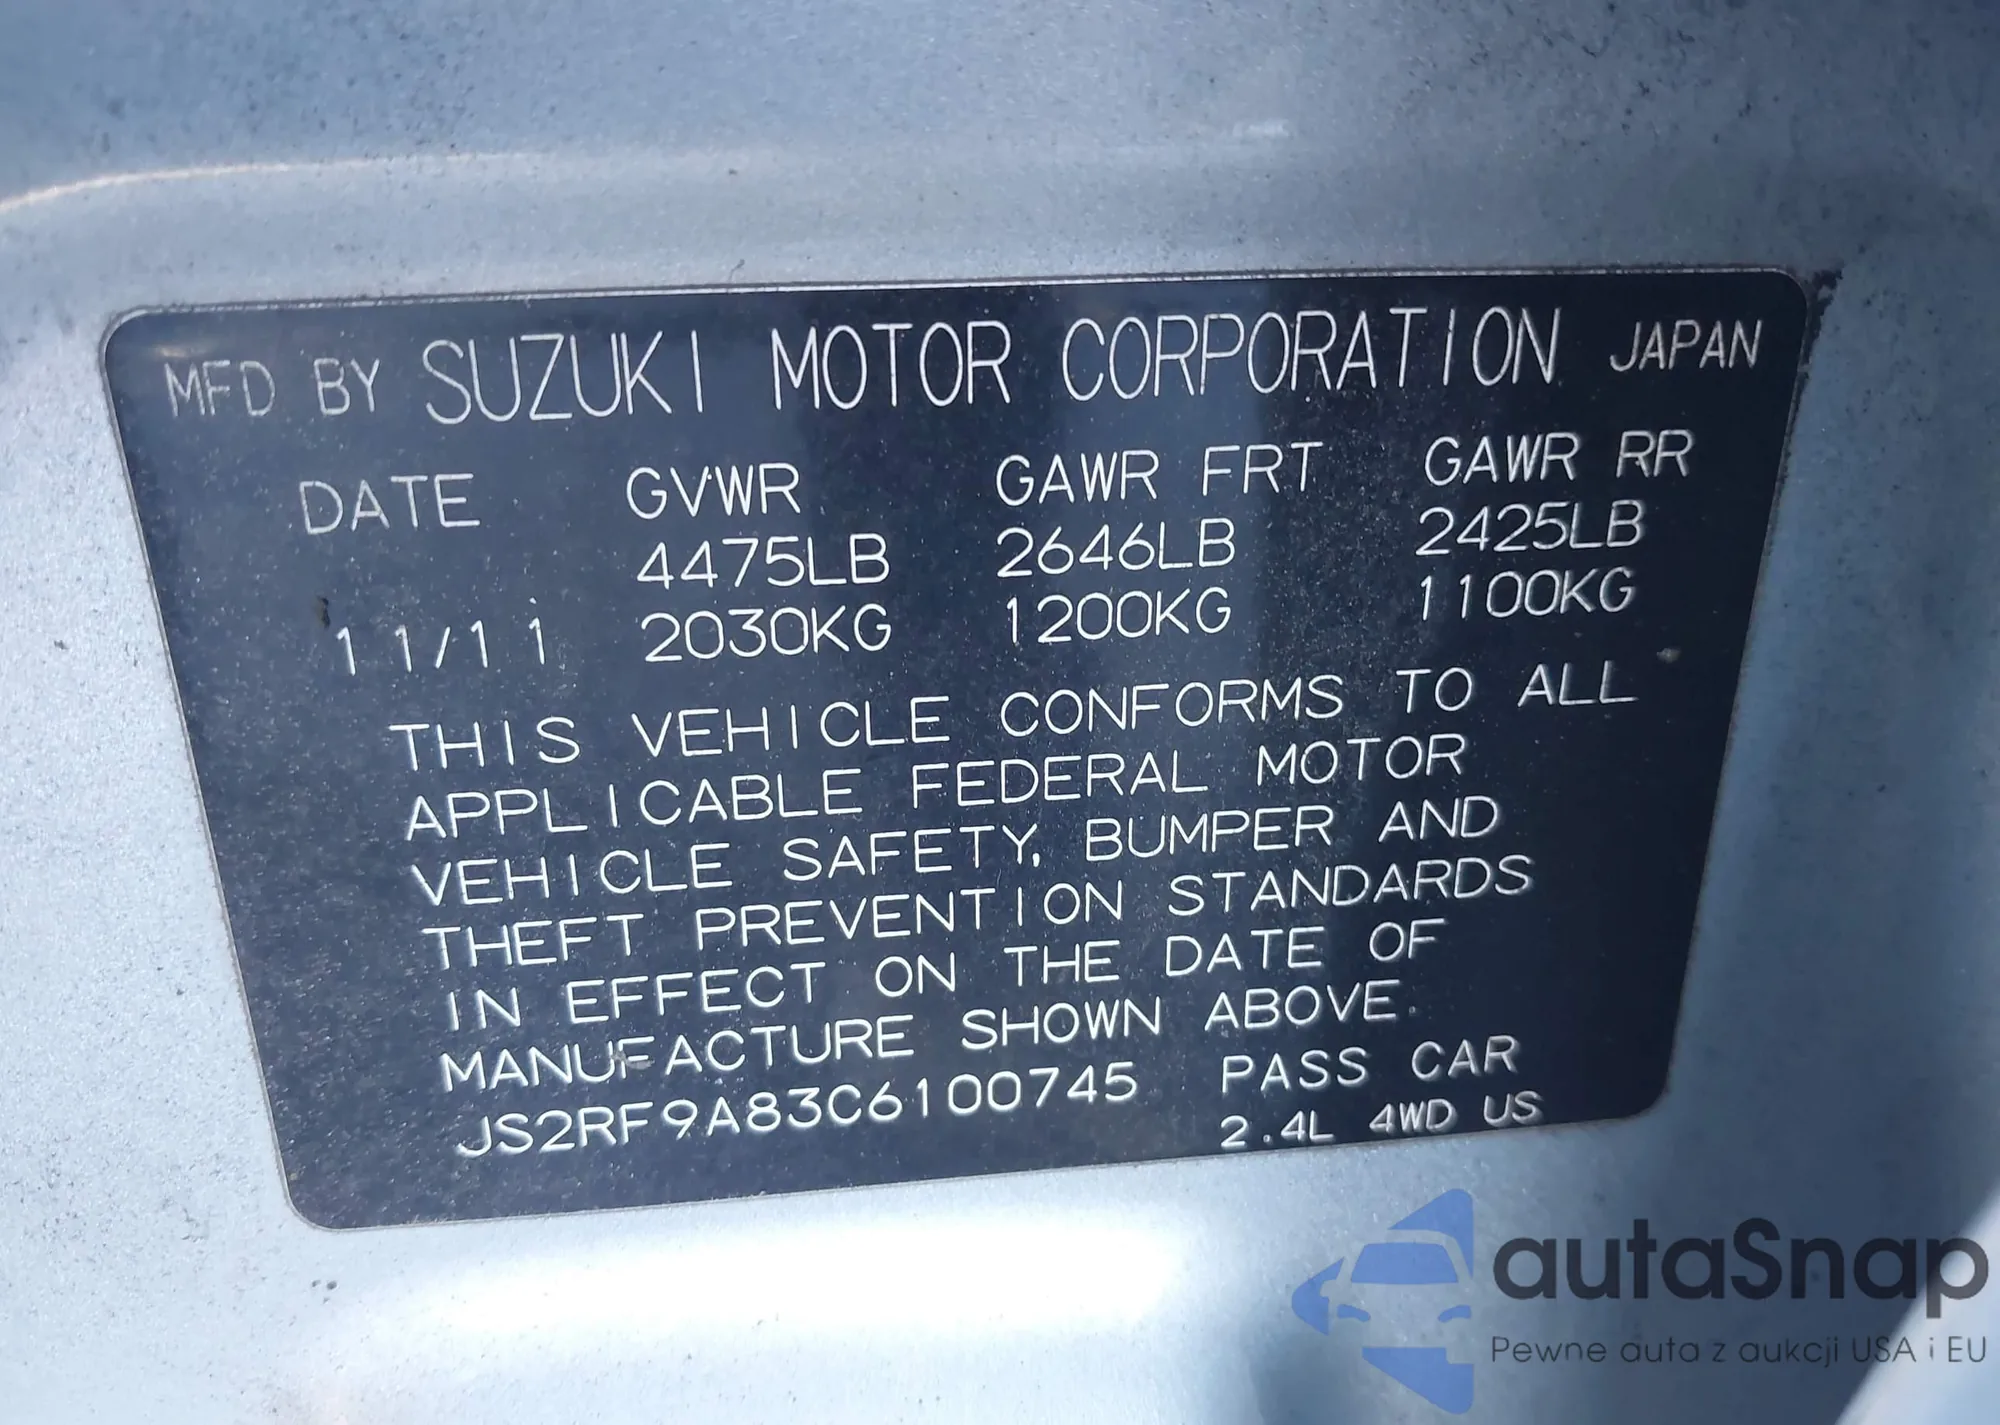 MFD BY SUZUKI MOTOR CORPORATION JAPAN
DATE GVWR GAWR FRT GAWR RR
4475LB 2646LB 2425LB
11/11 2030KG 1200KG 1100KG
THIS VEHICLE CONFORMS TO ALL
APPLICABLE FEDERAL MOTOR
VEHICLE SAFETY, BUMPER AND
THEFT PREVENTION STANDARDS
IN EFFECT ON THE DATE OF
MANUFACTURE SHOWN ABOVE.
JS2RF9A83C6100745 PASS CAR
2.4L 4WD US
autaSnap
Pewne auta z aukcji USA i EU